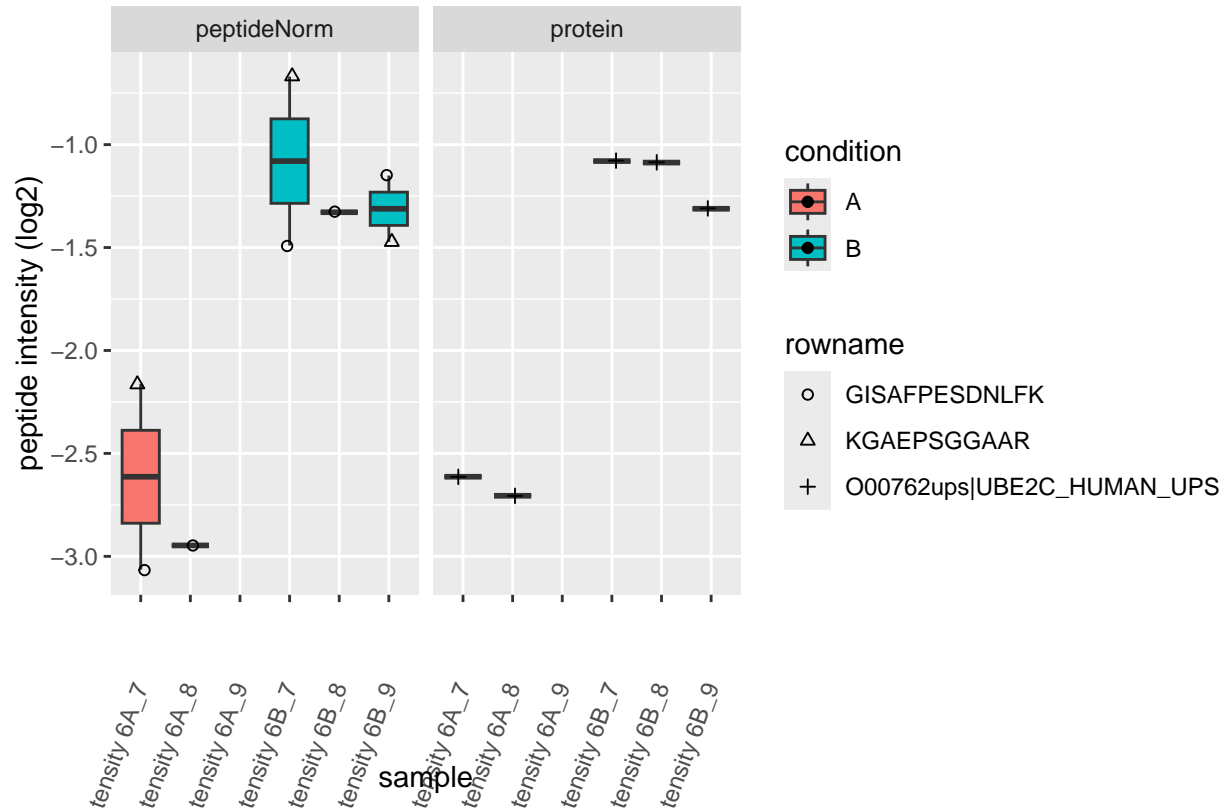 peptideNorm
protein
peptide intensity (log2)
−1.0
−1.5
−2.0
−2.5
−3.0
tensity 6A_7
tensity 6A_8
tensity 6A_9
tensity 6B_7
tensity 6B_8
tensity 6B_9
tensity 6A_7
tensity 6A_8
tensity 6A_9
tensity 6B_7
tensity 6B_8
tensity 6B_9
sample
condition
A
B
rowname
GISAFPESDNLFK
KGAEPSGGAAR
O00762ups|UBE2C_HUMAN_UPS